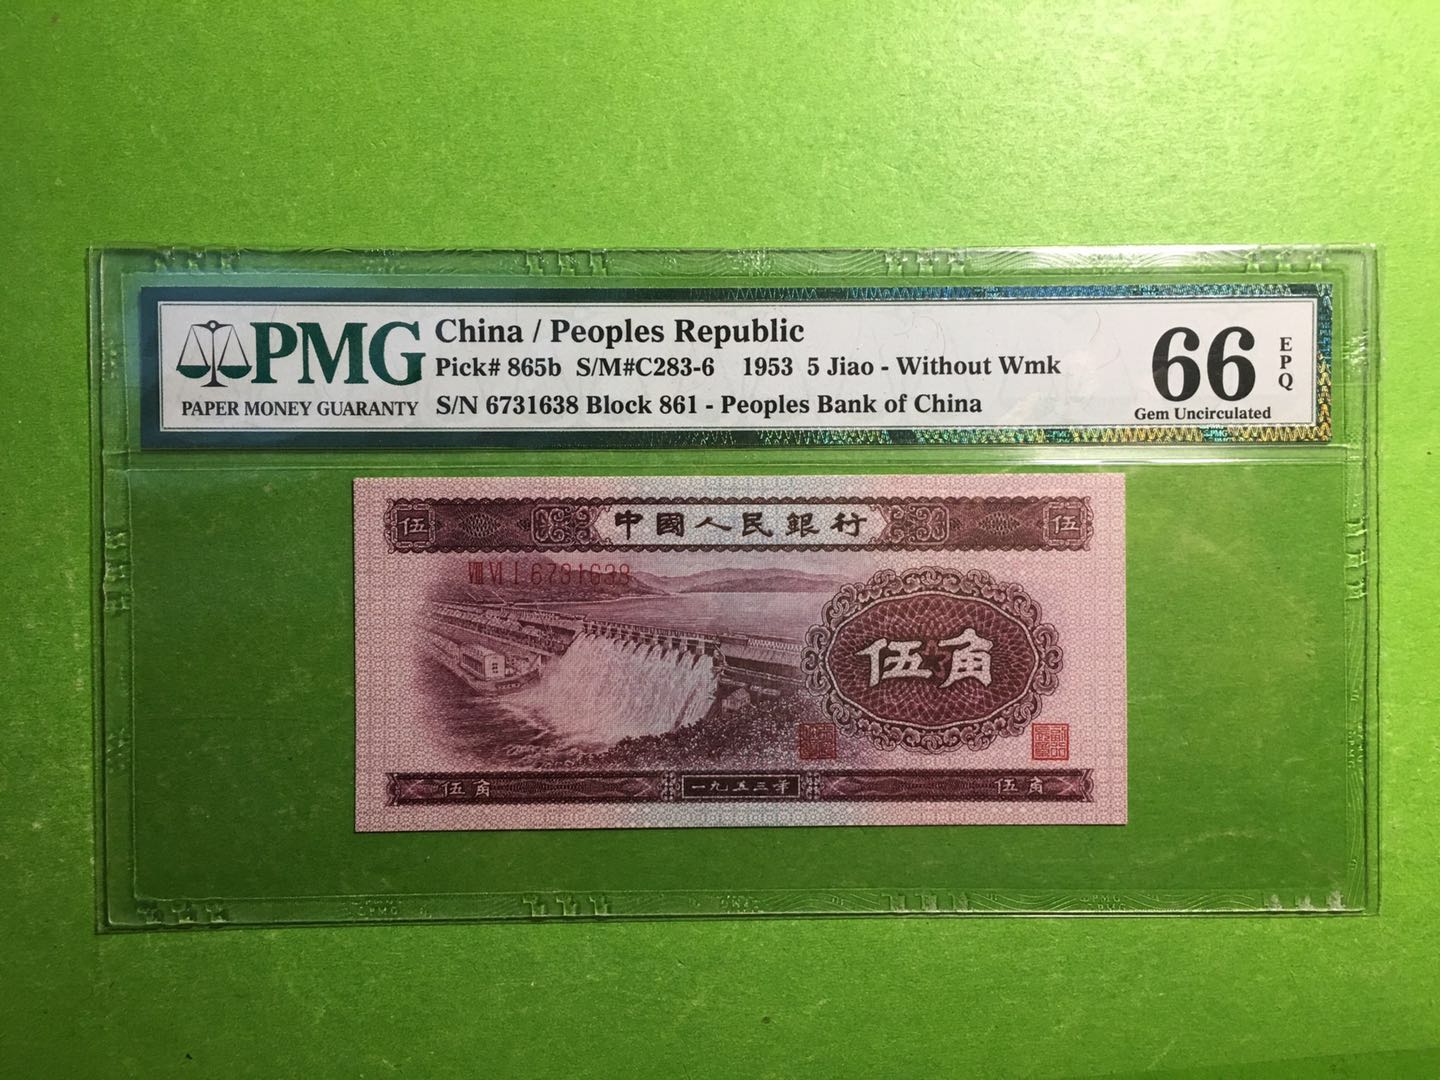 PMG
PAPER MONEY GUARANTY
China / Peoples Republic
Pick# 865b S/M#C283-6 1953 5 Jiao - Without Wmk
S/N 6731638 Block 861 - Peoples Bank of China
66
EPQ
Gem Uncirculated
伍 中國人民銀行 伍
VIII VI I 6731638
伍角
伍角 一九五三年 伍角